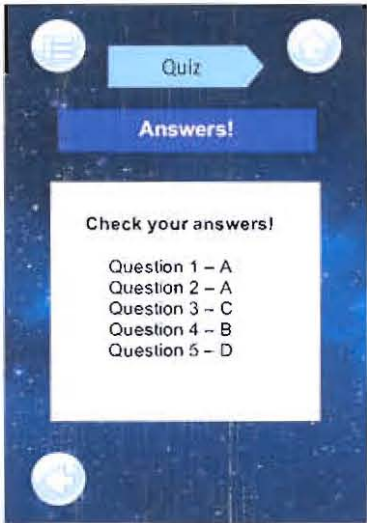 Quiz
Answers!
Check your answers!
Question 1 – A
Question 2 – A
Question 3 – C
Question 4 – B
Question 5 – D